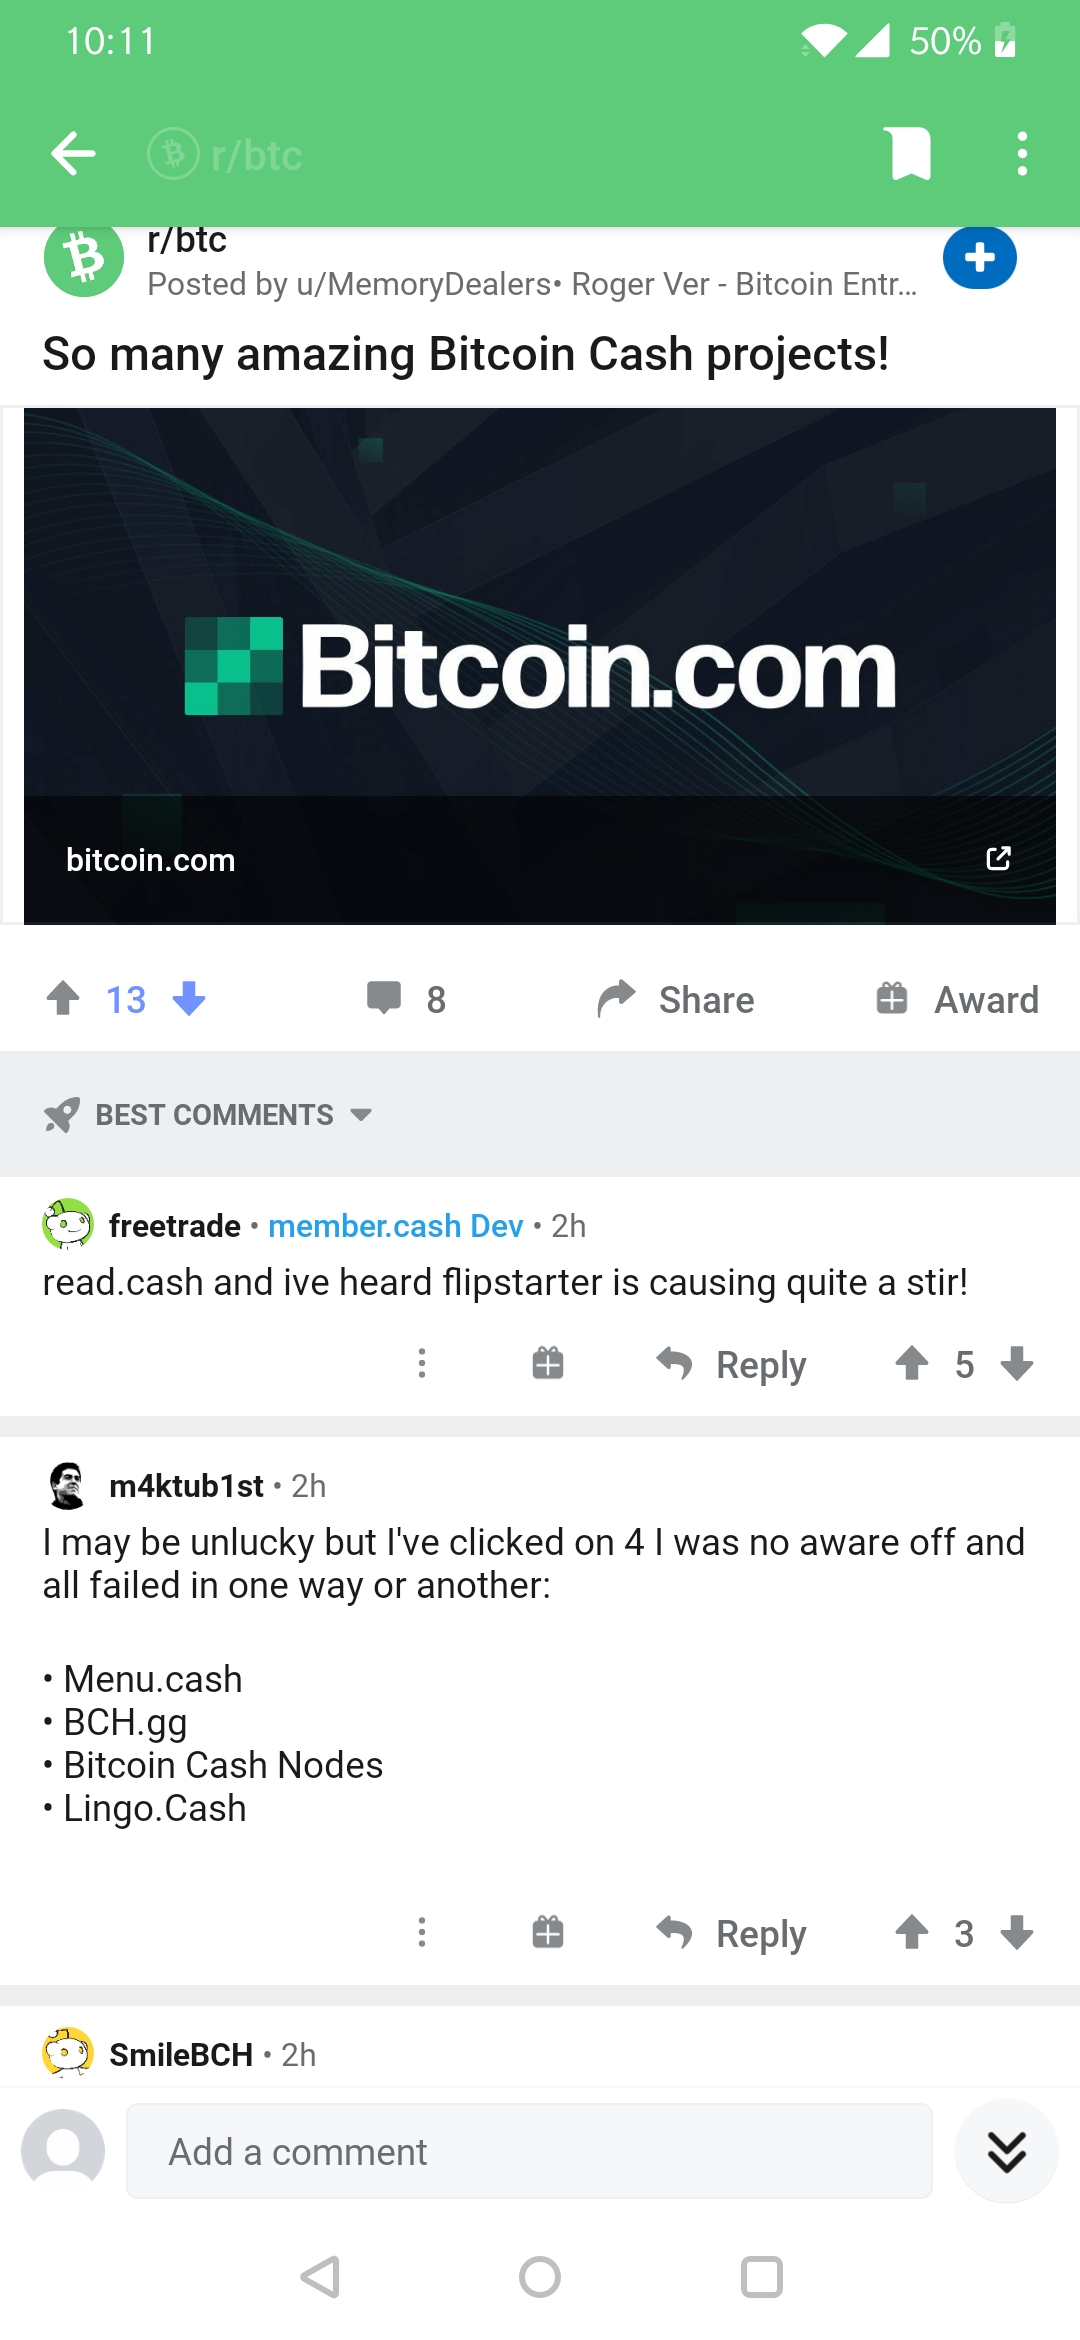 10:11
50%
r/btc
r/btc
Posted by u/MemoryDealers• Roger Ver - Bitcoin Entr...
So many amazing Bitcoin Cash projects!
Bitcoin.com
bitcoin.com
13
8
Share
Award
BEST COMMENTS
freetrade • member.cash Dev • 2h
read.cash and ive heard flipstarter is causing quite a stir!
Reply
5
m4ktub1st • 2h
I may be unlucky but I've clicked on 4 I was no aware off and
all failed in one way or another:
• Menu.cash
• BCH.gg
• Bitcoin Cash Nodes
• Lingo.Cash
Reply
3
SmileBCH • 2h
Add a comment